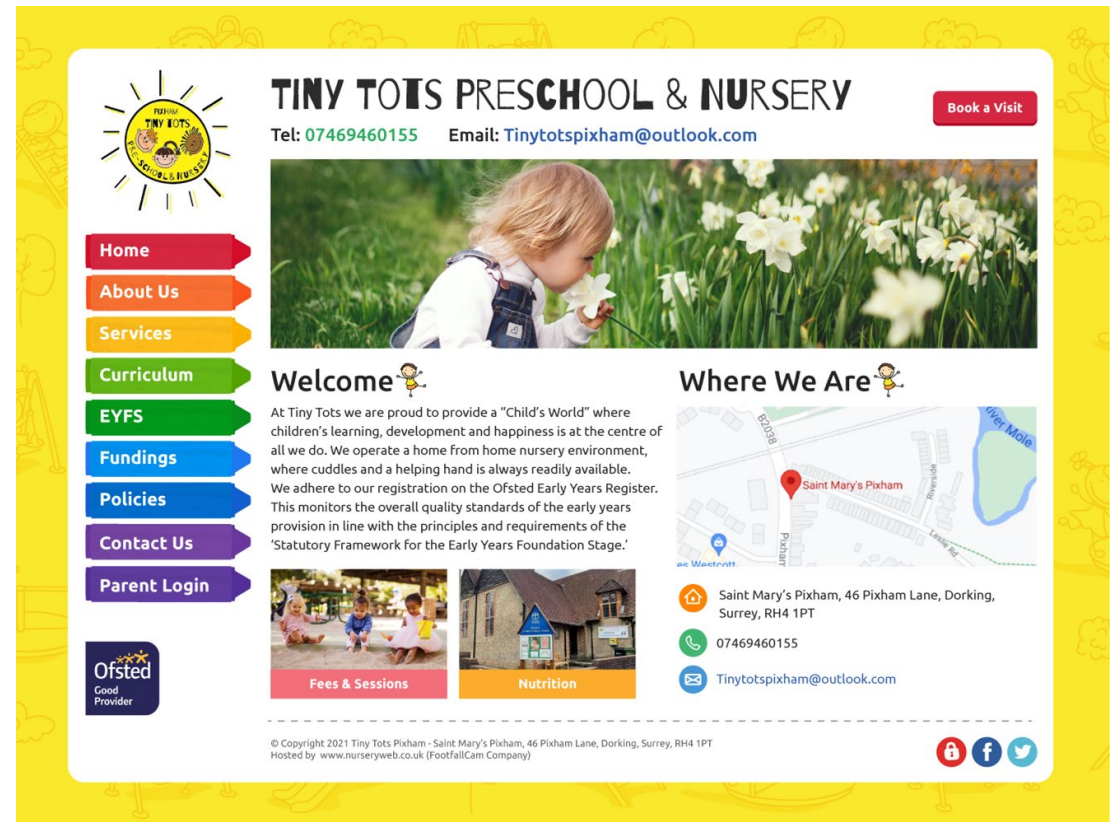 PIXHAM
TINY TOTS
PRE-SCHOOL & NURSERY
TINY TOTS PRESCHOOL & NURSERY
Book a Visit
Tel: 07469460155 Email: Tinytotspixham@outlook.com
Home
About Us
Services
Curriculum
EYFS
Fundings
Policies
Contact Us
Parent Login
Ofsted
Good
Provider
Welcome
At Tiny Tots we are proud to provide a “Child’s World” where
children’s learning, development and happiness is at the centre of
all we do. We operate a home from home nursery environment,
where cuddles and a helping hand is always readily available.
We adhere to our registration on the Ofsted Early Years Register.
This monitors the overall quality standards of the early years
provision in line with the principles and requirements of the
‘Statutory Framework for the Early Years Foundation Stage.’
Fees & Sessions
Nutrition
Where We Are
B2038
River Mole
Saint Mary's Pixham
Riverside
Leslie Rd
Pixham
es Westcott
Saint Mary’s Pixham, 46 Pixham Lane, Dorking,
Surrey, RH4 1PT
07469460155
Tinytotspixham@outlook.com
© Copyright 2021 Tiny Tots Pixham - Saint Mary’s Pixham, 46 Pixham Lane, Dorking, Surrey, RH4 1PT
Hosted by www.nurseryweb.co.uk (FootfallCam Company)